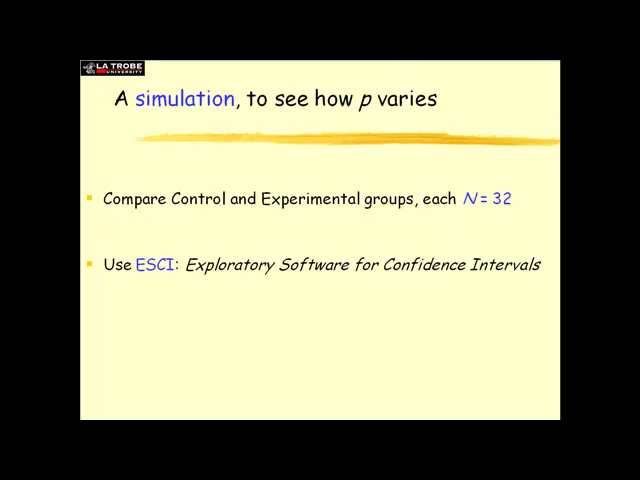 LA TROBE
UNIVERSITY
A simulation, to see how p varies
Compare Control and Experimental groups, each N = 32
Use ESCI: Exploratory Software for Confidence Intervals